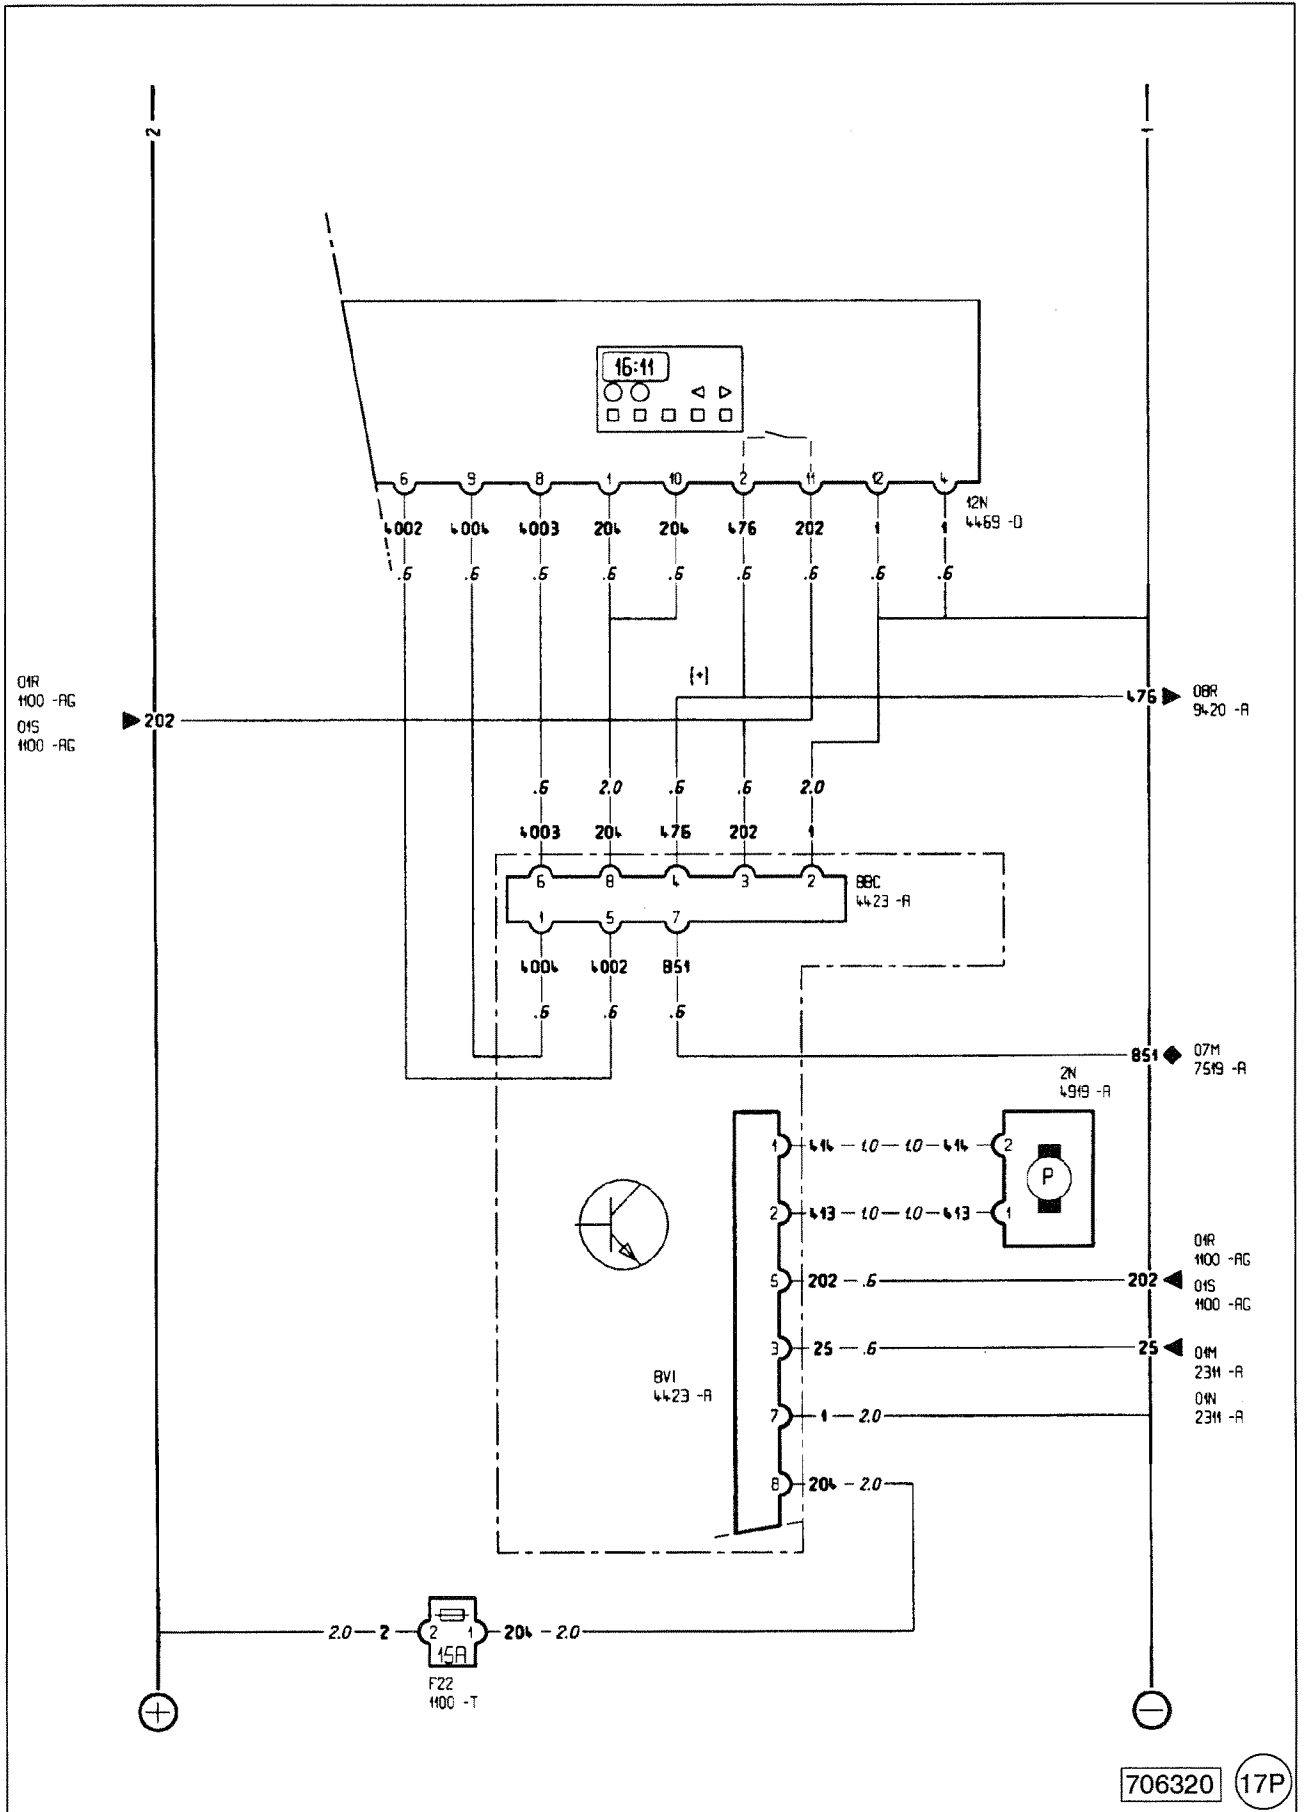 2
1
16:11
6 9 8 1 10 2 11 12 4
12N
4469 -D
4002 4004 4003 204 204 476 202 1 1
.6 .6 .6 .6 .6 .6 .6 .6 .6
01R
1100 -AG
01S
1100 -AG
202
(+)
476
08R
9420 -A
.6 2.0 .6 .6 2.0
4003 204 476 202 1
6 8 4 3 2
1 5 7
4423 -A
4004 4002 851
.6 .6 .6
851
07M
7519 -A
2N
4919 -A
1 414 1.0 1.0 414 2
P
2 413 1.0 1.0 413 1
01R
1100 -AG
5 202 .6 202
01S
1100 -AG
3 25 .6 25
01M
2311 -A
01N
2311 -A
8VI
4423 -A
7 1 2.0
8 204 2.0
2.0 2 2 1 204 2.0
15A
F22
1100 -T
+
−
706320 17P